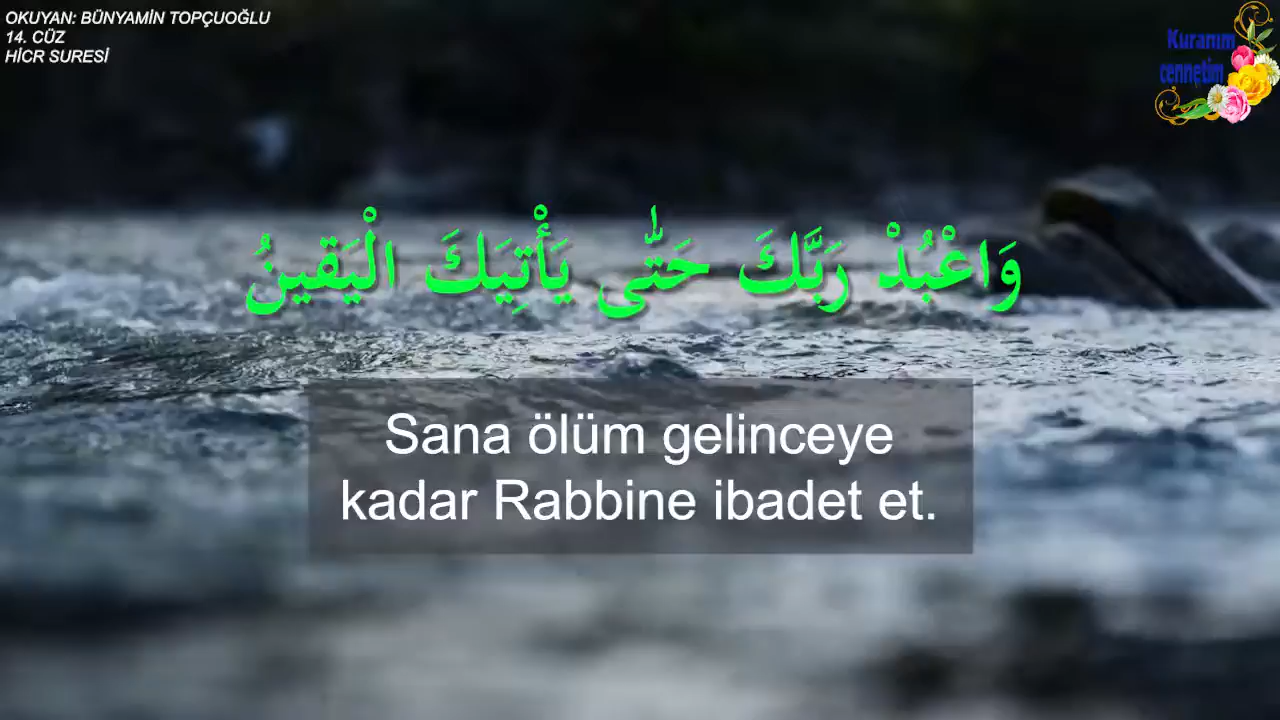 OKUYAN: BÜNYAMİN TOPÇUOĞLU
14. CÜZ
HİCR SURESİ
Kuranım
cennetim
وَاعْبُدْ رَبَّكَ حَتّٰى يَأْتِيَكَ الْيَقينُ
Sana ölüm gelinceye
kadar Rabbine ibadet et.